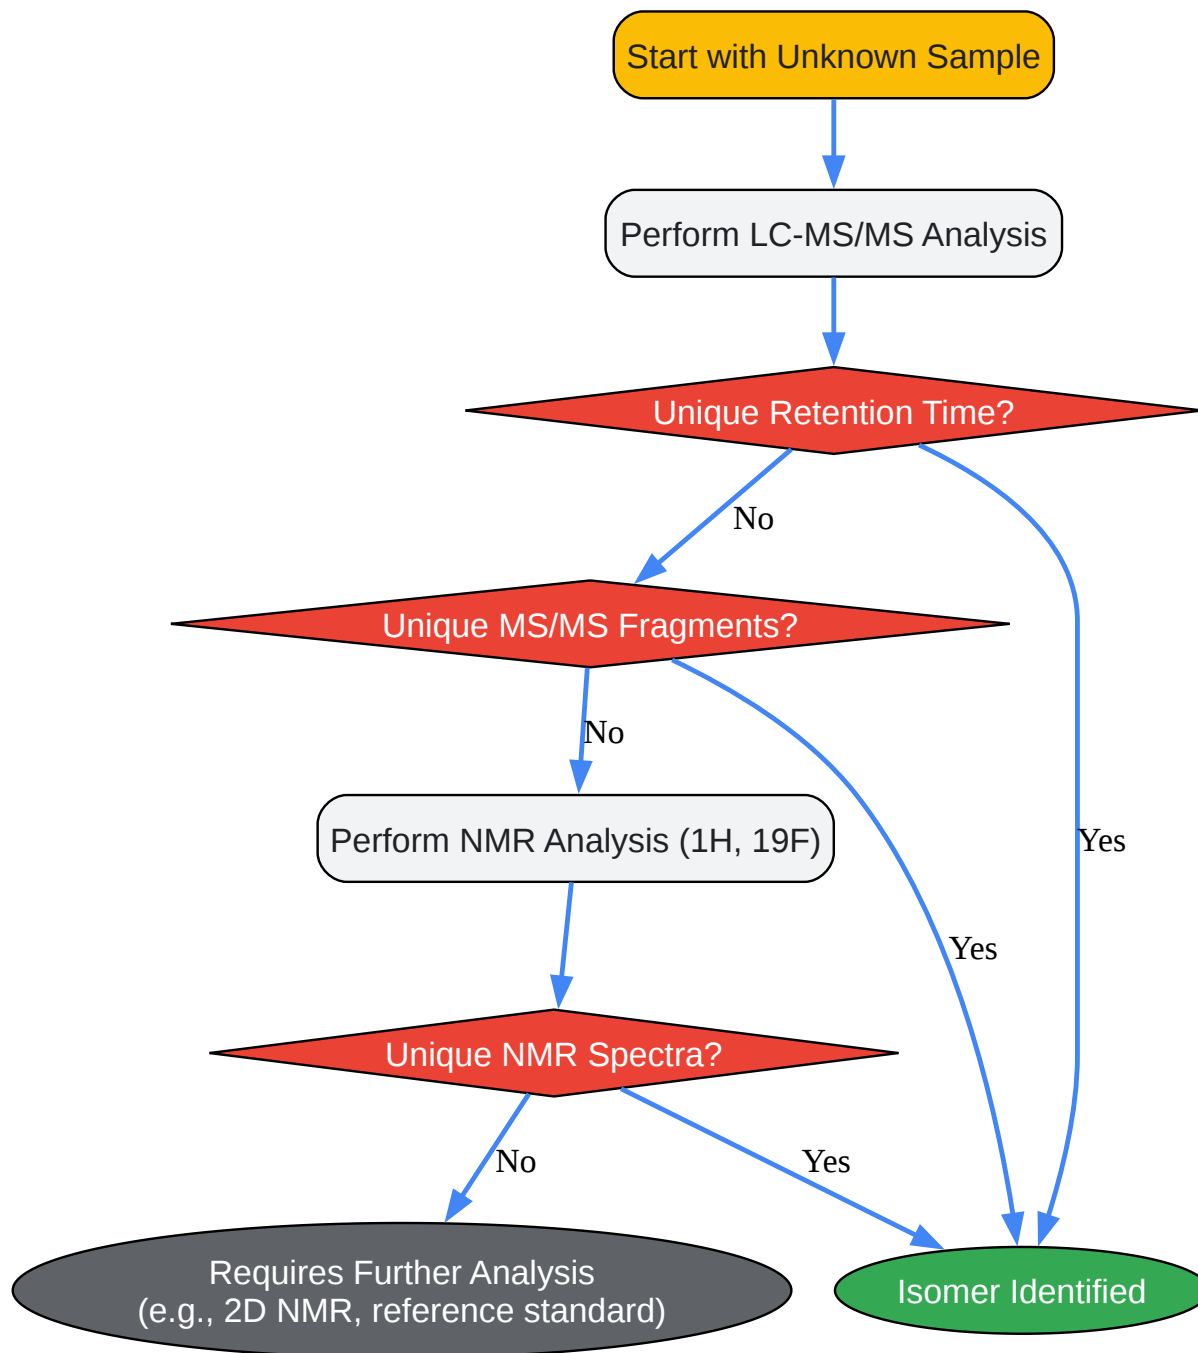 Start with Unknown Sample
Perform LC-MS/MS Analysis
Unique Retention Time?
No
Unique MS/MS Fragments?
No
Perform NMR Analysis (1H, 19F)
Yes
Yes
Unique NMR Spectra?
No
Yes
Requires Further Analysis
(e.g., 2D NMR, reference standard)
Isomer Identified